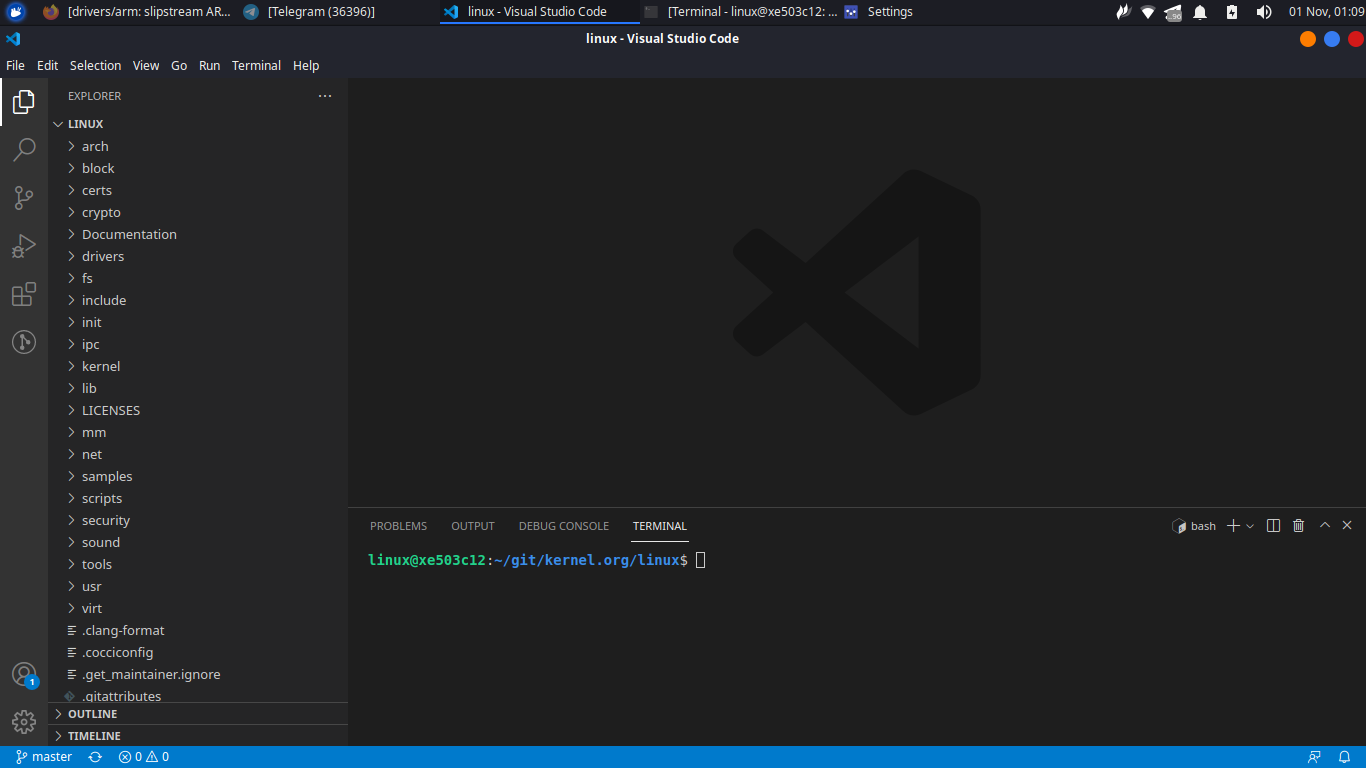 [drivers/arm: slipstream AR...
[Telegram (36396)]
linux - Visual Studio Code
[Terminal - linux@xe503c12: ...
Settings
01 Nov, 01:09
linux - Visual Studio Code
File Edit Selection View Go Run Terminal Help
EXPLORER
LINUX
arch
block
certs
crypto
Documentation
drivers
fs
include
init
ipc
kernel
lib
LICENSES
mm
net
samples
scripts
security
sound
tools
usr
virt
.clang-format
.cocciconfig
.get_maintainer.ignore
.gitattributes
OUTLINE
TIMELINE
PROBLEMS OUTPUT DEBUG CONSOLE TERMINAL
bash
linux@xe503c12:~/git/kernel.org/linux$
1
master
0 0